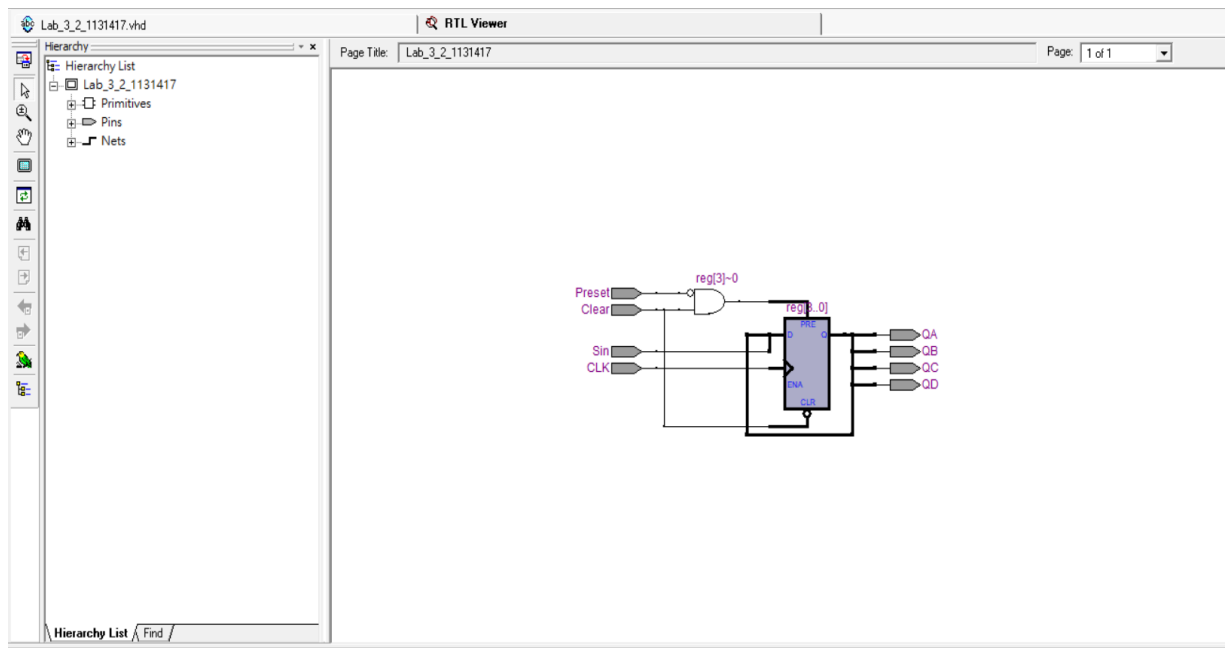 abc Lab_3_2_1131417.vhd
RTL Viewer
Hierarchy
Hierarchy List
Lab_3_2_1131417
Primitives
Pins
Nets
Hierarchy List
Find
Page Title: Lab_3_2_1131417
Page: 1 of 1
reg[3]~0
Preset
Clear
reg[3..0]
PRE
D
Q
QA
Sin
QB
CLK
QC
ENA
QD
CLR